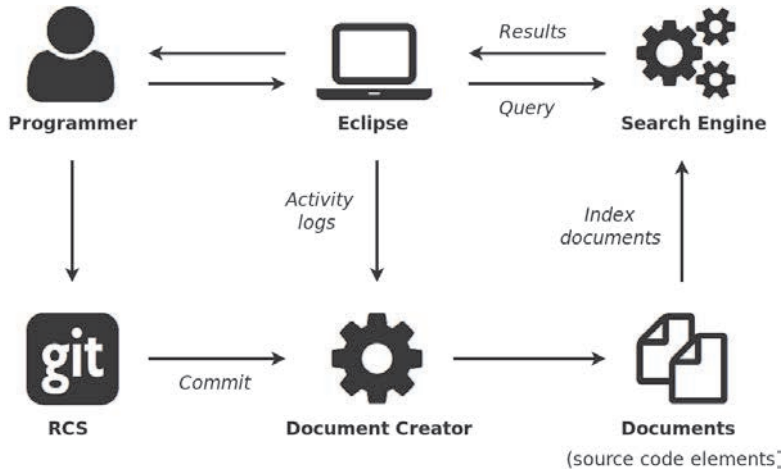 Results
Query
Programmer
Eclipse
Search Engine
Activity
logs
Index
documents
git
Commit
RCS
Document Creator
Documents
(source code elements)